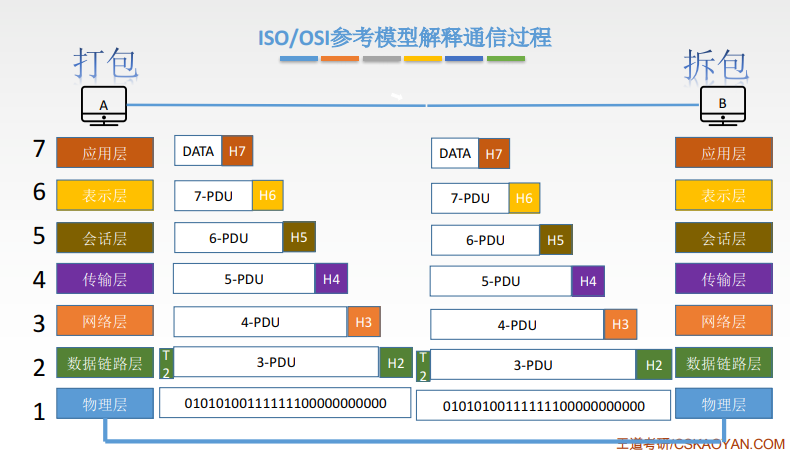 ISO/OSI参考模型解释通信过程
打包
拆包
A
B
7 应用层 DATA H7 DATA H7 应用层
6 表示层 7-PDU H6 7-PDU H6 表示层
5 会话层 6-PDU H5 6-PDU H5 会话层
4 传输层 5-PDU H4 5-PDU H4 传输层
3 网络层 4-PDU H3 4-PDU H3 网络层
2 数据链路层 T2 3-PDU H2 T2 3-PDU H2 数据链路层
1 物理层 01010100111111100000000000 01010100111111100000000000 物理层
王道考研/CSKAOYAN.COM